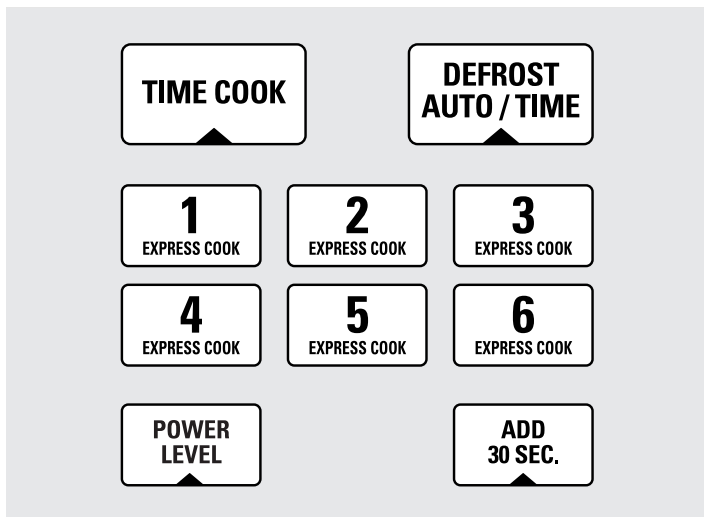 TIME COOK
DEFROST
AUTO / TIME
1
EXPRESS COOK
2
EXPRESS COOK
3
EXPRESS COOK
4
EXPRESS COOK
5
EXPRESS COOK
6
EXPRESS COOK
POWER
LEVEL
ADD
30 SEC.